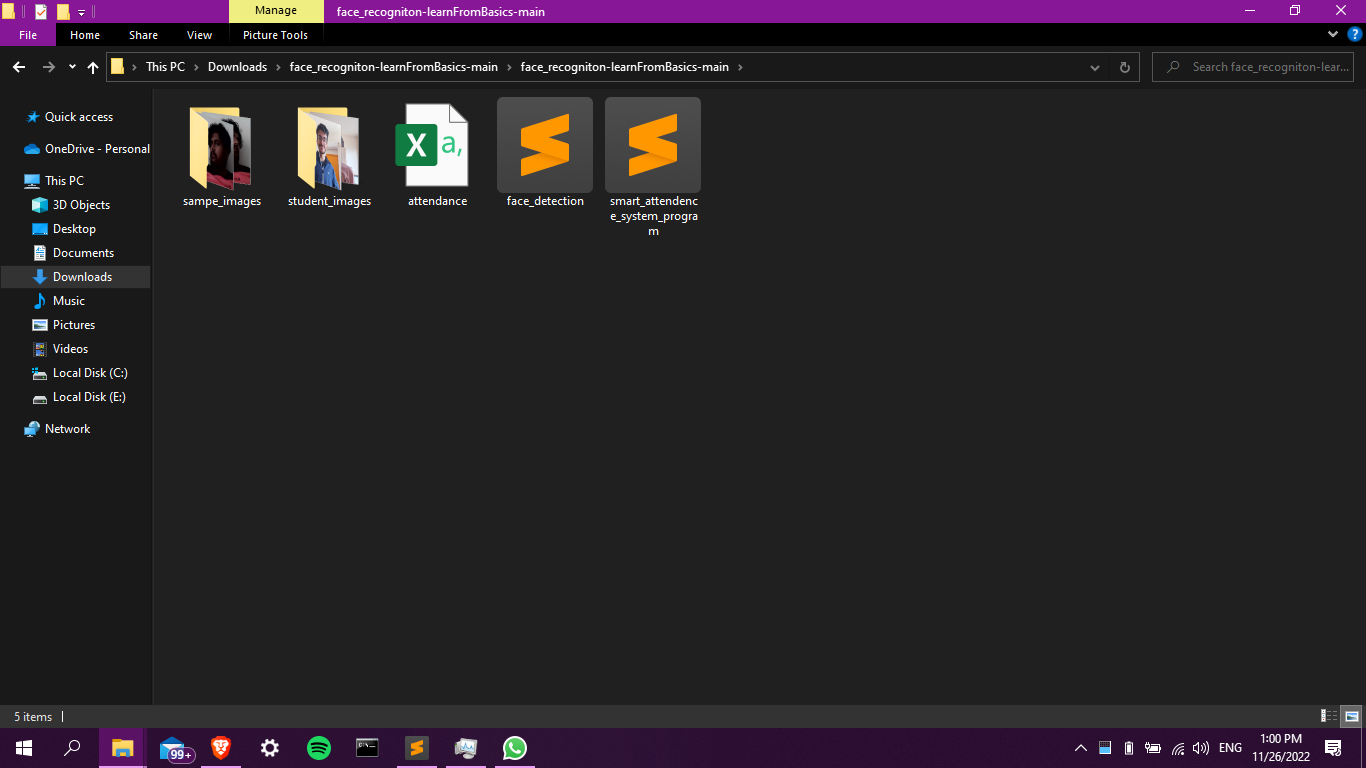 Manage
face_recogniton-learnFromBasics-main
File
Home
Share
View
Picture Tools
This PC
Downloads
face_recogniton-learnFromBasics-main
face_recogniton-learnFromBasics-main
Search face_recogniton-lear...
Quick access
OneDrive - Personal
This PC
3D Objects
Desktop
Documents
Downloads
Music
Pictures
Videos
Local Disk (C:)
Local Disk (E:)
Network
sampe_images
student_images
X a,
attendance
face_detection
smart_attendenc
e_system_progra
m
5 items
99+
ENG
1:00 PM
11/26/2022